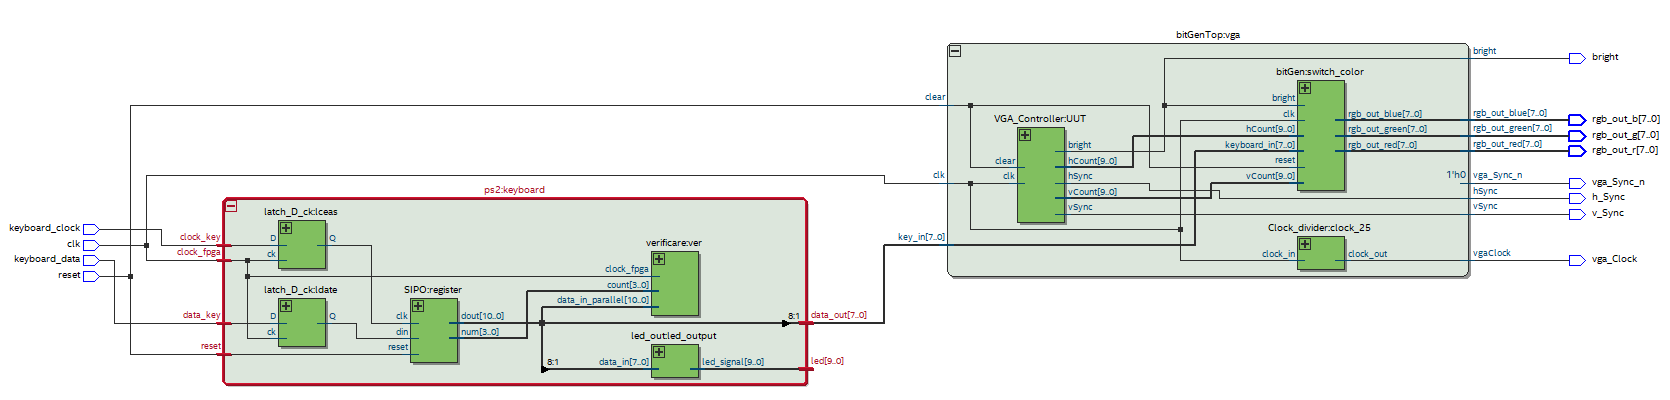 bitGenTop:vga
bright
bright
bitGen:switch_color
clear
bright
clk
rgb_out_blue[7..0]
rgb_out_blue[7..0]
rgb_out_b[7..0]
VGA_Controller:UUT
hCount[9..0]
rgb_out_green[7..0]
rgb_out_green[7..0]
rgb_out_g[7..0]
bright
keyboard_in[7..0]
rgb_out_red[7..0]
rgb_out_red[7..0]
rgb_out_r[7..0]
clear
hCount[9..0]
reset
clk
clk
hSync
vCount[9..0]
1'h0
vga_Sync_n
vga_Sync_n
ps2:keyboard
vCount[9..0]
hSync
h_Sync
vSync
vSync
v_Sync
latch_D_ck:lceas
keyboard_clock
clock_key
D
Q
verificare:ver
key_in[7..0]
Clock_divider:clock_25
clk
clock_fpga
ck
clock_in
clock_out
vgaClock
vga_Clock
keyboard_data
reset
clock_fpga
latch_D_ck:ldate
SIPO:register
count[3..0]
data_in_parallel[10..0]
data_key
D
Q
clk
dout[10..0]
8:1
data_out[7..0]
ck
din
num[3..0]
led_out:led_output
reset
reset
8:1
data_in[7..0]
led_signal[9..0]
led[9..0]